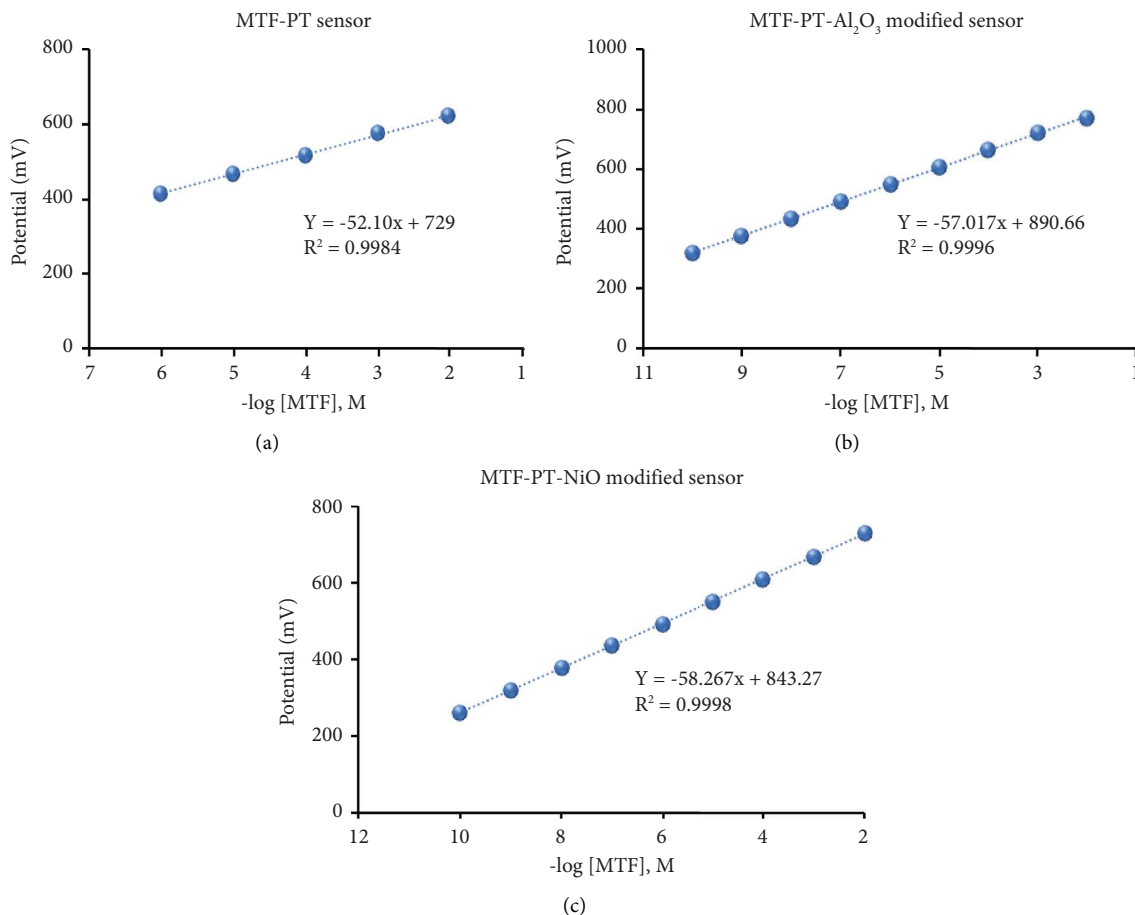 MTF-PT sensor
800
600
400
200
0
Potential (mV)
Y = -52.10x + 729
R² = 0.9984
7 6 5 4 3 2 1
-log [MTF], M
(a)
MTF-PT-Al₂O₃ modified sensor
1000
800
600
400
200
0
Potential (mV)
Y = -57.017x + 890.66
R² = 0.9996
11 9 7 5 3 1
-log [MTF], M
(b)
MTF-PT-NiO modified sensor
800
600
400
200
0
Potential (mV)
Y = -58.267x + 843.27
R² = 0.9998
12 10 8 6 4 2
-log [MTF], M
(c)